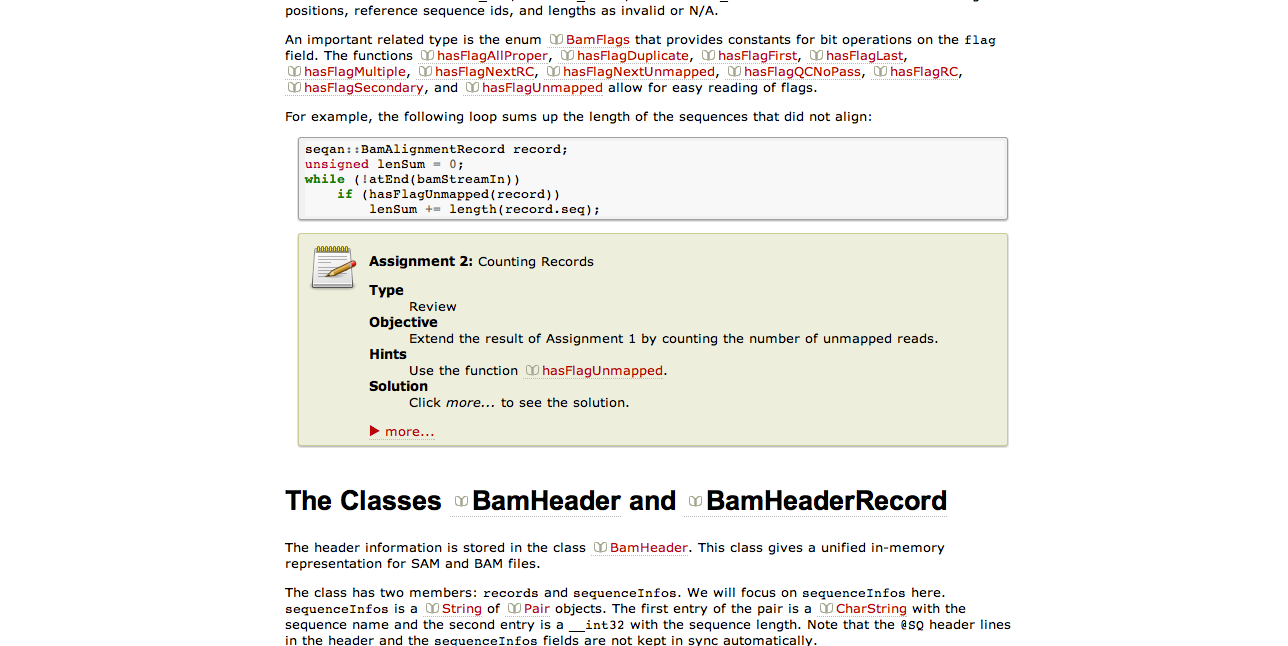 positions, reference sequence ids, and lengths as invalid or N/A.
An important related type is the enum BamFlags that provides constants for bit operations on the flag
field. The functions hasFlagAllProper, hasFlagDuplicate, hasFlagFirst, hasFlagLast,
hasFlagMultiple, hasFlagNextRC, hasFlagNextUnmapped, hasFlagQCNoPass, hasFlagRC,
hasFlagSecondary, and hasFlagUnmapped allow for easy reading of flags.
For example, the following loop sums up the length of the sequences that did not align:
seqan::BamAlignmentRecord record;
unsigned lenSum = 0;
while (!atEnd(bamStreamIn))
    if (hasFlagUnmapped(record))
        lenSum += length(record.seq);
Assignment 2: Counting Records
Type
Review
Objective
Extend the result of Assignment 1 by counting the number of unmapped reads.
Hints
Use the function hasFlagUnmapped.
Solution
Click more... to see the solution.
more...
The Classes BamHeader and BamHeaderRecord
The header information is stored in the class BamHeader. This class gives a unified in-memory
representation for SAM and BAM files.
The class has two members: records and sequenceInfos. We will focus on sequenceInfos here.
sequenceInfos is a String of Pair objects. The first entry of the pair is a CharString with the
sequence name and the second entry is a __int32 with the sequence length. Note that the @SQ header lines
in the header and the sequenceInfos fields are not kept in sync automatically.